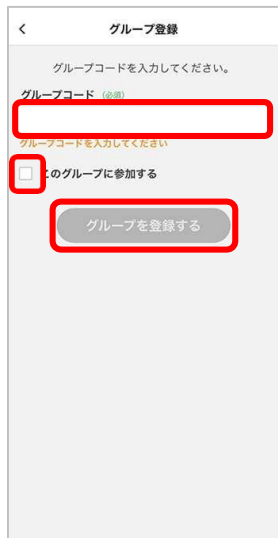 グループ登録
グループコードを入力してください。
グループコード (必須)
グループコードを入力してください
このグループに参加する
グループを登録する